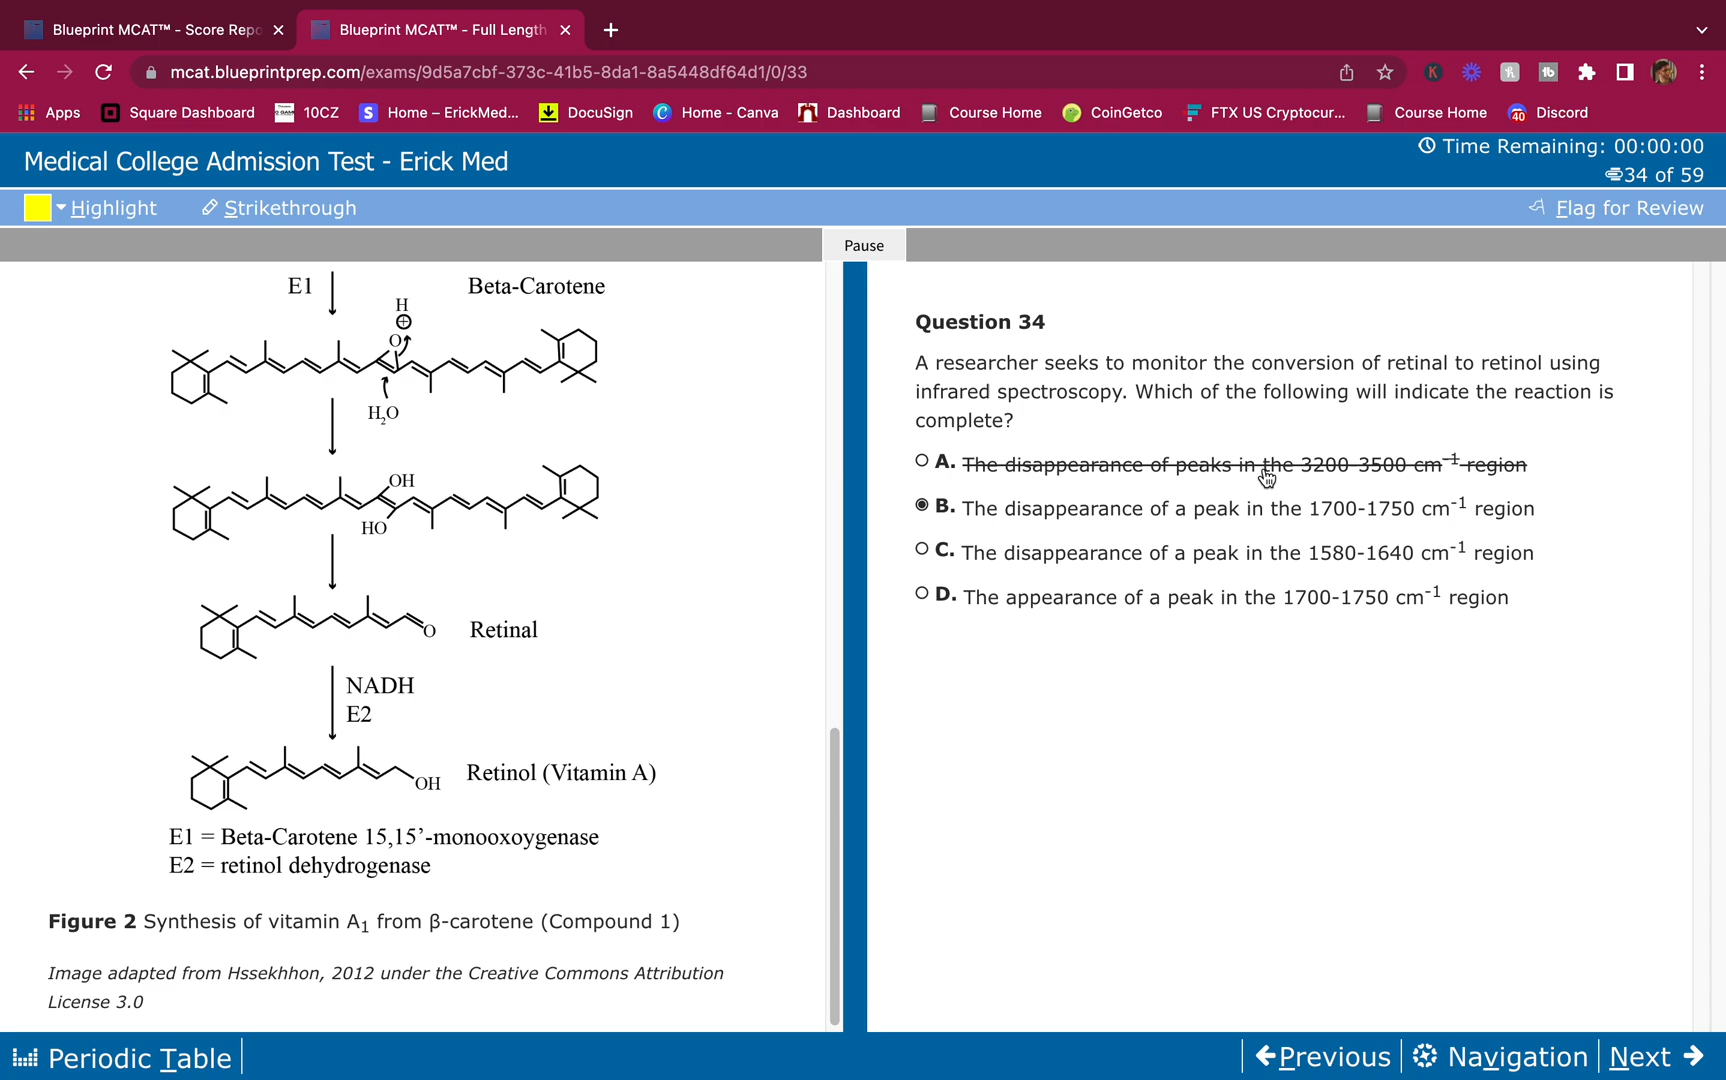 Blueprint MCAT™ - Score Repo
Blueprint MCAT™ - Full Length
mcat.blueprintprep.com/exams/9d5a7cbf-373c-41b5-8da1-8a5448df64d1/0/33
Apps
Square Dashboard
10CZ
Home – ErickMed...
DocuSign
Home - Canva
Dashboard
Course Home
CoinGetco
FTX US Cryptocur...
Course Home
40
Discord
Medical College Admission Test - Erick Med
Time Remaining: 00:00:00
34 of 59
Highlight
Strikethrough
Flag for Review
Pause
E1
Beta-Carotene
H
⊕
O
H₂O
OH
HO
O
Retinal
NADH
E2
OH
Retinol (Vitamin A)
E1 = Beta-Carotene 15,15’-monooxoygenase
E2 = retinol dehydrogenase
Figure 2 Synthesis of vitamin A₁ from β-carotene (Compound 1)
Image adapted from Hssekhhon, 2012 under the Creative Commons Attribution
License 3.0
Question 34
A researcher seeks to monitor the conversion of retinal to retinol using
infrared spectroscopy. Which of the following will indicate the reaction is
complete?
A. The disappearance of peaks in the 3200-3500 cm⁻¹ region
B. The disappearance of a peak in the 1700-1750 cm⁻¹ region
C. The disappearance of a peak in the 1580-1640 cm⁻¹ region
D. The appearance of a peak in the 1700-1750 cm⁻¹ region
Periodic Table
Previous
Navigation
Next